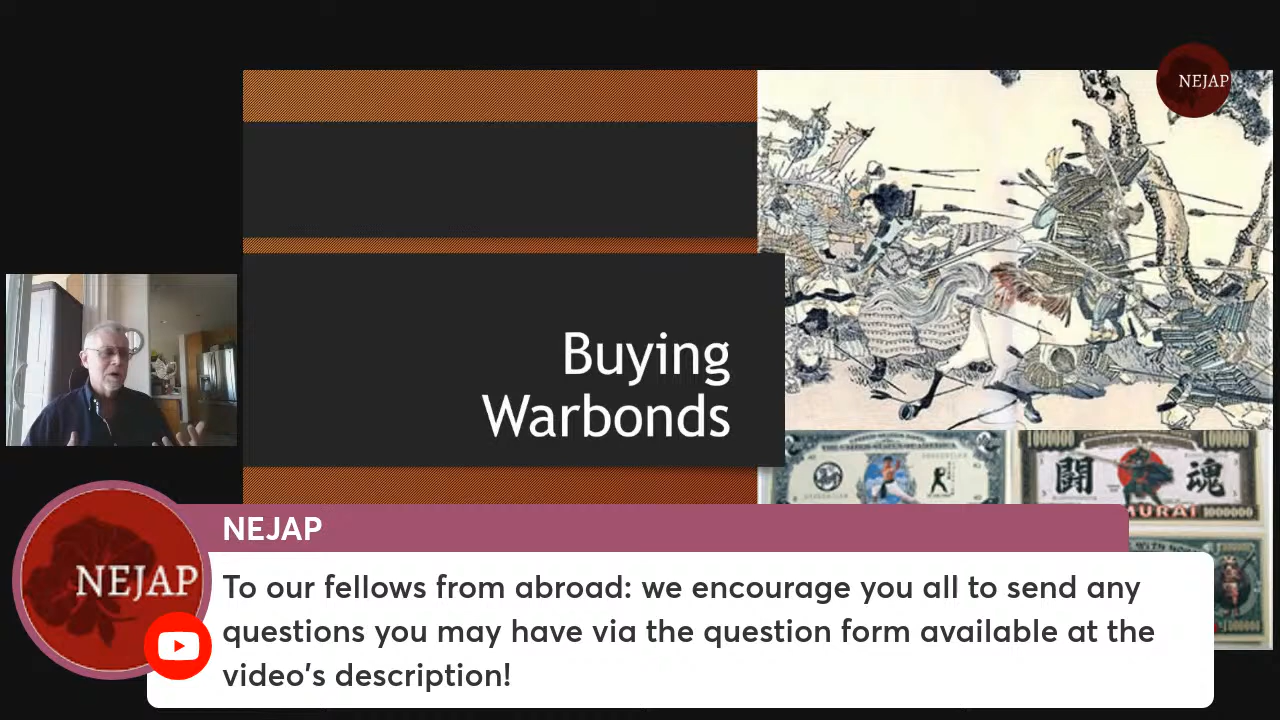 NEJAP
Buying
Warbonds
1000000
1000000
闘
魂
MURAI 1000000
NEJAP
NEJAP
To our fellows from abroad: we encourage you all to send any
questions you may have via the question form available at the
video's description!